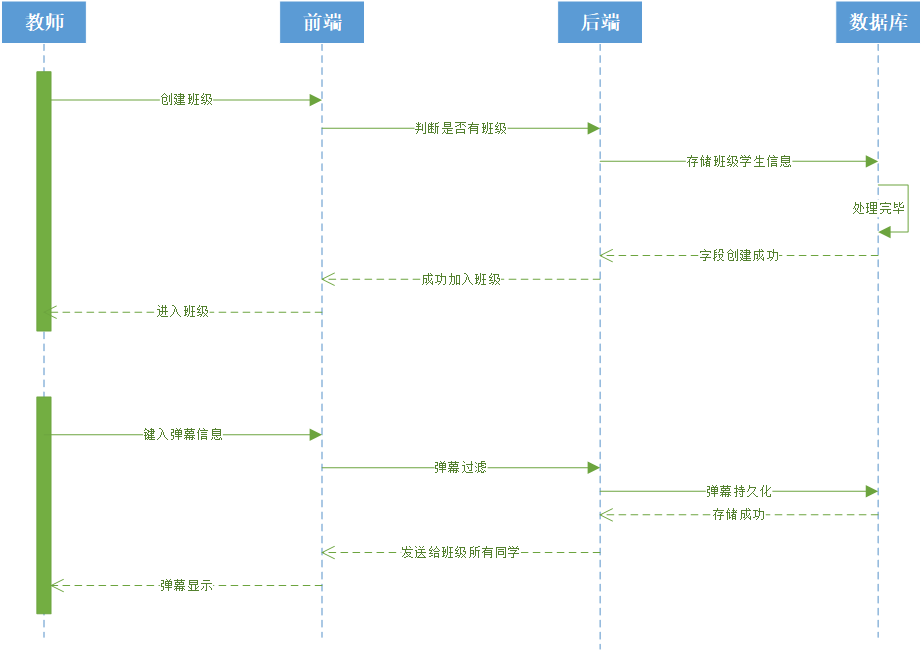 教师
前端
后端
数据库
创建班级
判断是否有班级
存储班级学生信息
处理完毕
字段创建成功
成功加入班级
进入班级
键入弹幕信息
弹幕过滤
弹幕持久化
存储成功
发送给班级所有同学
弹幕显示